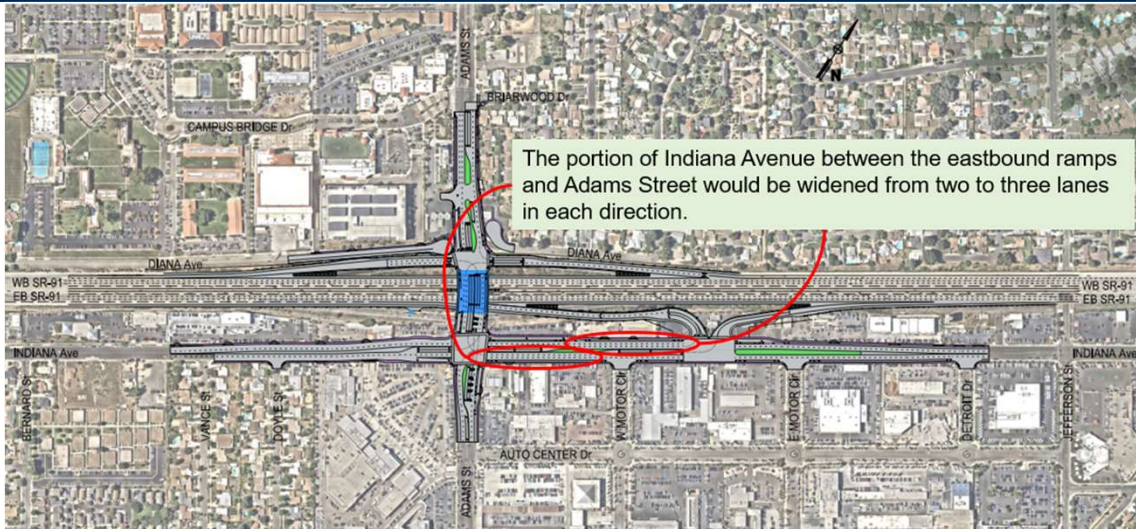 ADAMS ST
BRIARWOOD Dr
CAMPUS BRIDGE Dr
N
The portion of Indiana Avenue between the eastbound ramps
and Adams Street would be widened from two to three lanes
in each direction.
DIANA Ave
DIANA Ave
WB SR-91
EB SR-91
WB SR-91
EB SR-91
INDIANA Ave
INDIANA Ave
BERNARD St
VANCE St
DOYLE St
ADAMS St
W MOTOR CIr
E MOTOR CIr
DETROIT Dr
JEFFERSON St
AUTO CENTER Dr